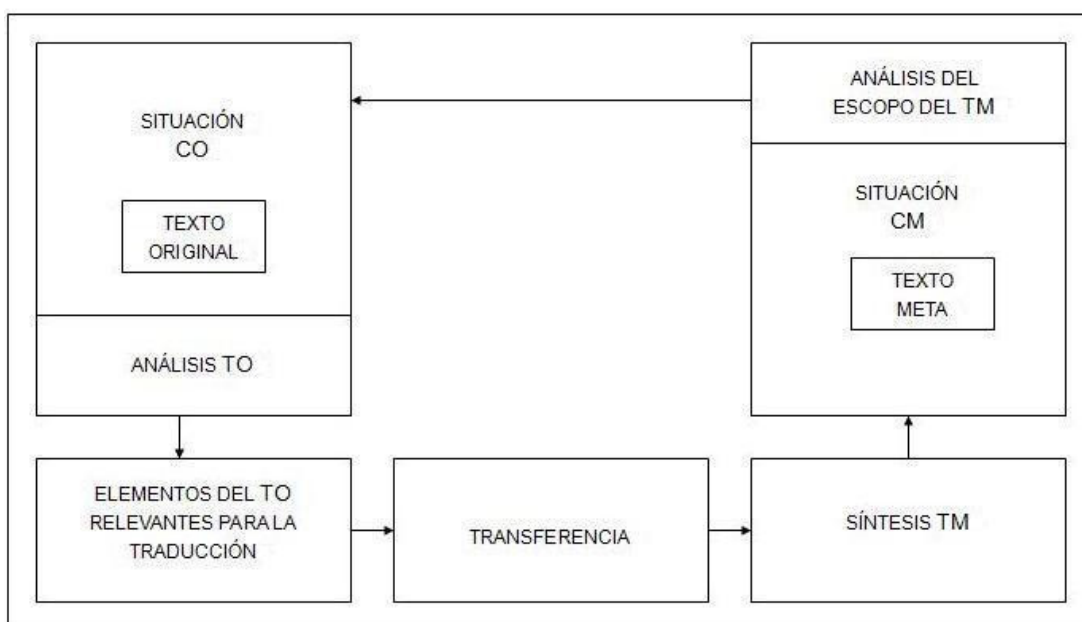 SITUACIÓN
CO
TEXTO
ORIGINAL
ANÁLISIS TO
ANÁLISIS DEL
ESCOPO DEL TM
SITUACIÓN
CM
TEXTO
META
ELEMENTOS DEL TO
RELEVANTES PARA LA
TRADUCCIÓN
TRANSFERENCIA
SÍNTESIS TM